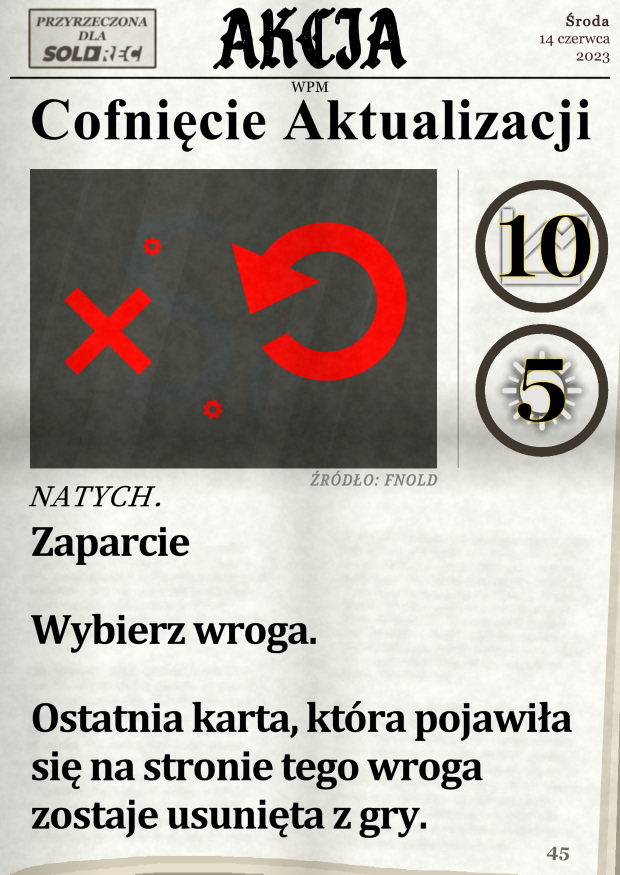 PRZYRZECZONA
DLA
SOLDREC
AKCJA
Środa
14 czerwca
2023
WPM
Cofnięcie Aktualizacji
10
5
ŹRÓDŁO: FNOLD
NATYCH.
Zaparcie
Wybierz wroga.
Ostatnia karta, która pojawiła
się na stronie tego wroga
zostaje usunięta z gry.
45